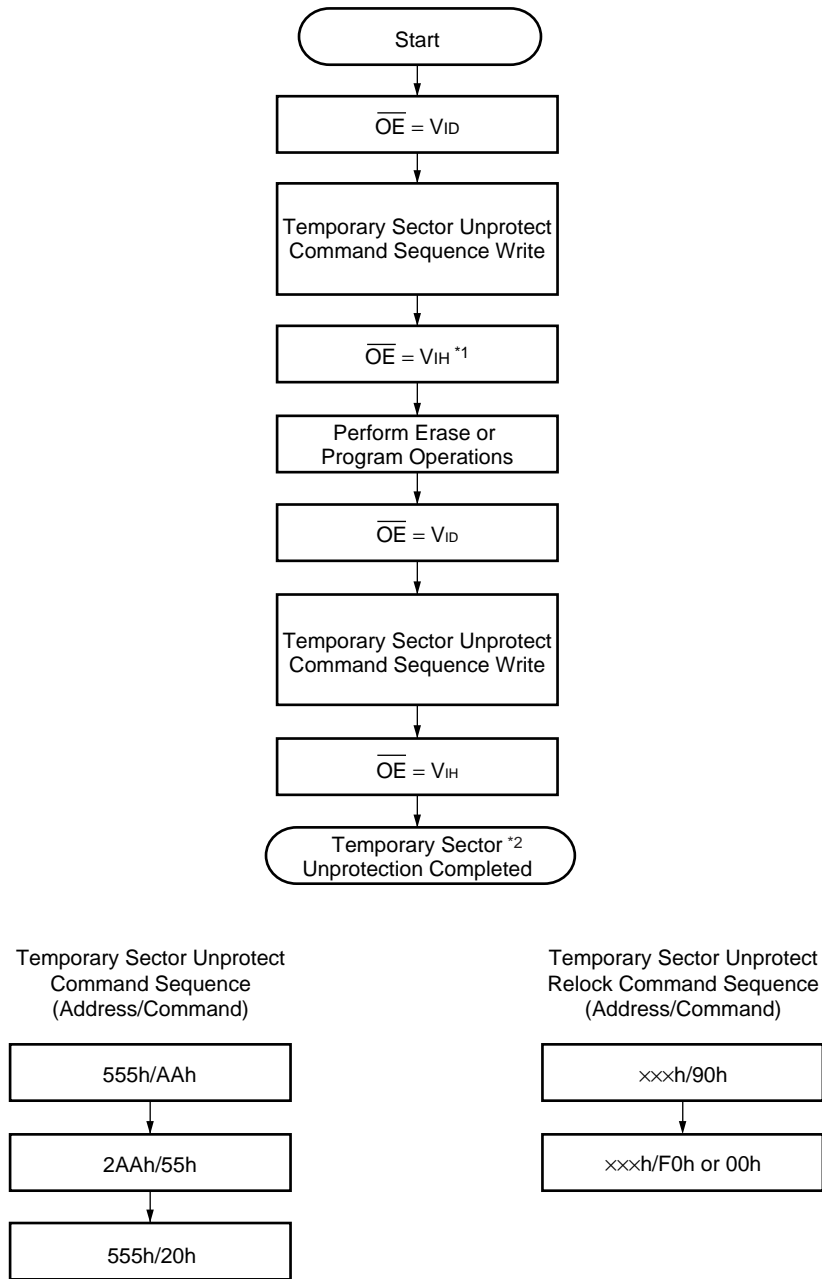 Start
OE = VID
Temporary Sector Unprotect
Command Sequence Write
OE = VIH *1
Perform Erase or
Program Operations
OE = VID
Temporary Sector Unprotect
Command Sequence Write
OE = VIH
Temporary Sector *2
Unprotection Completed
Temporary Sector Unprotect
Command Sequence
(Address/Command)
555h/AAh
2AAh/55h
555h/20h
Temporary Sector Unprotect
Relock Command Sequence
(Address/Command)
×××h/90h
×××h/F0h or 00h